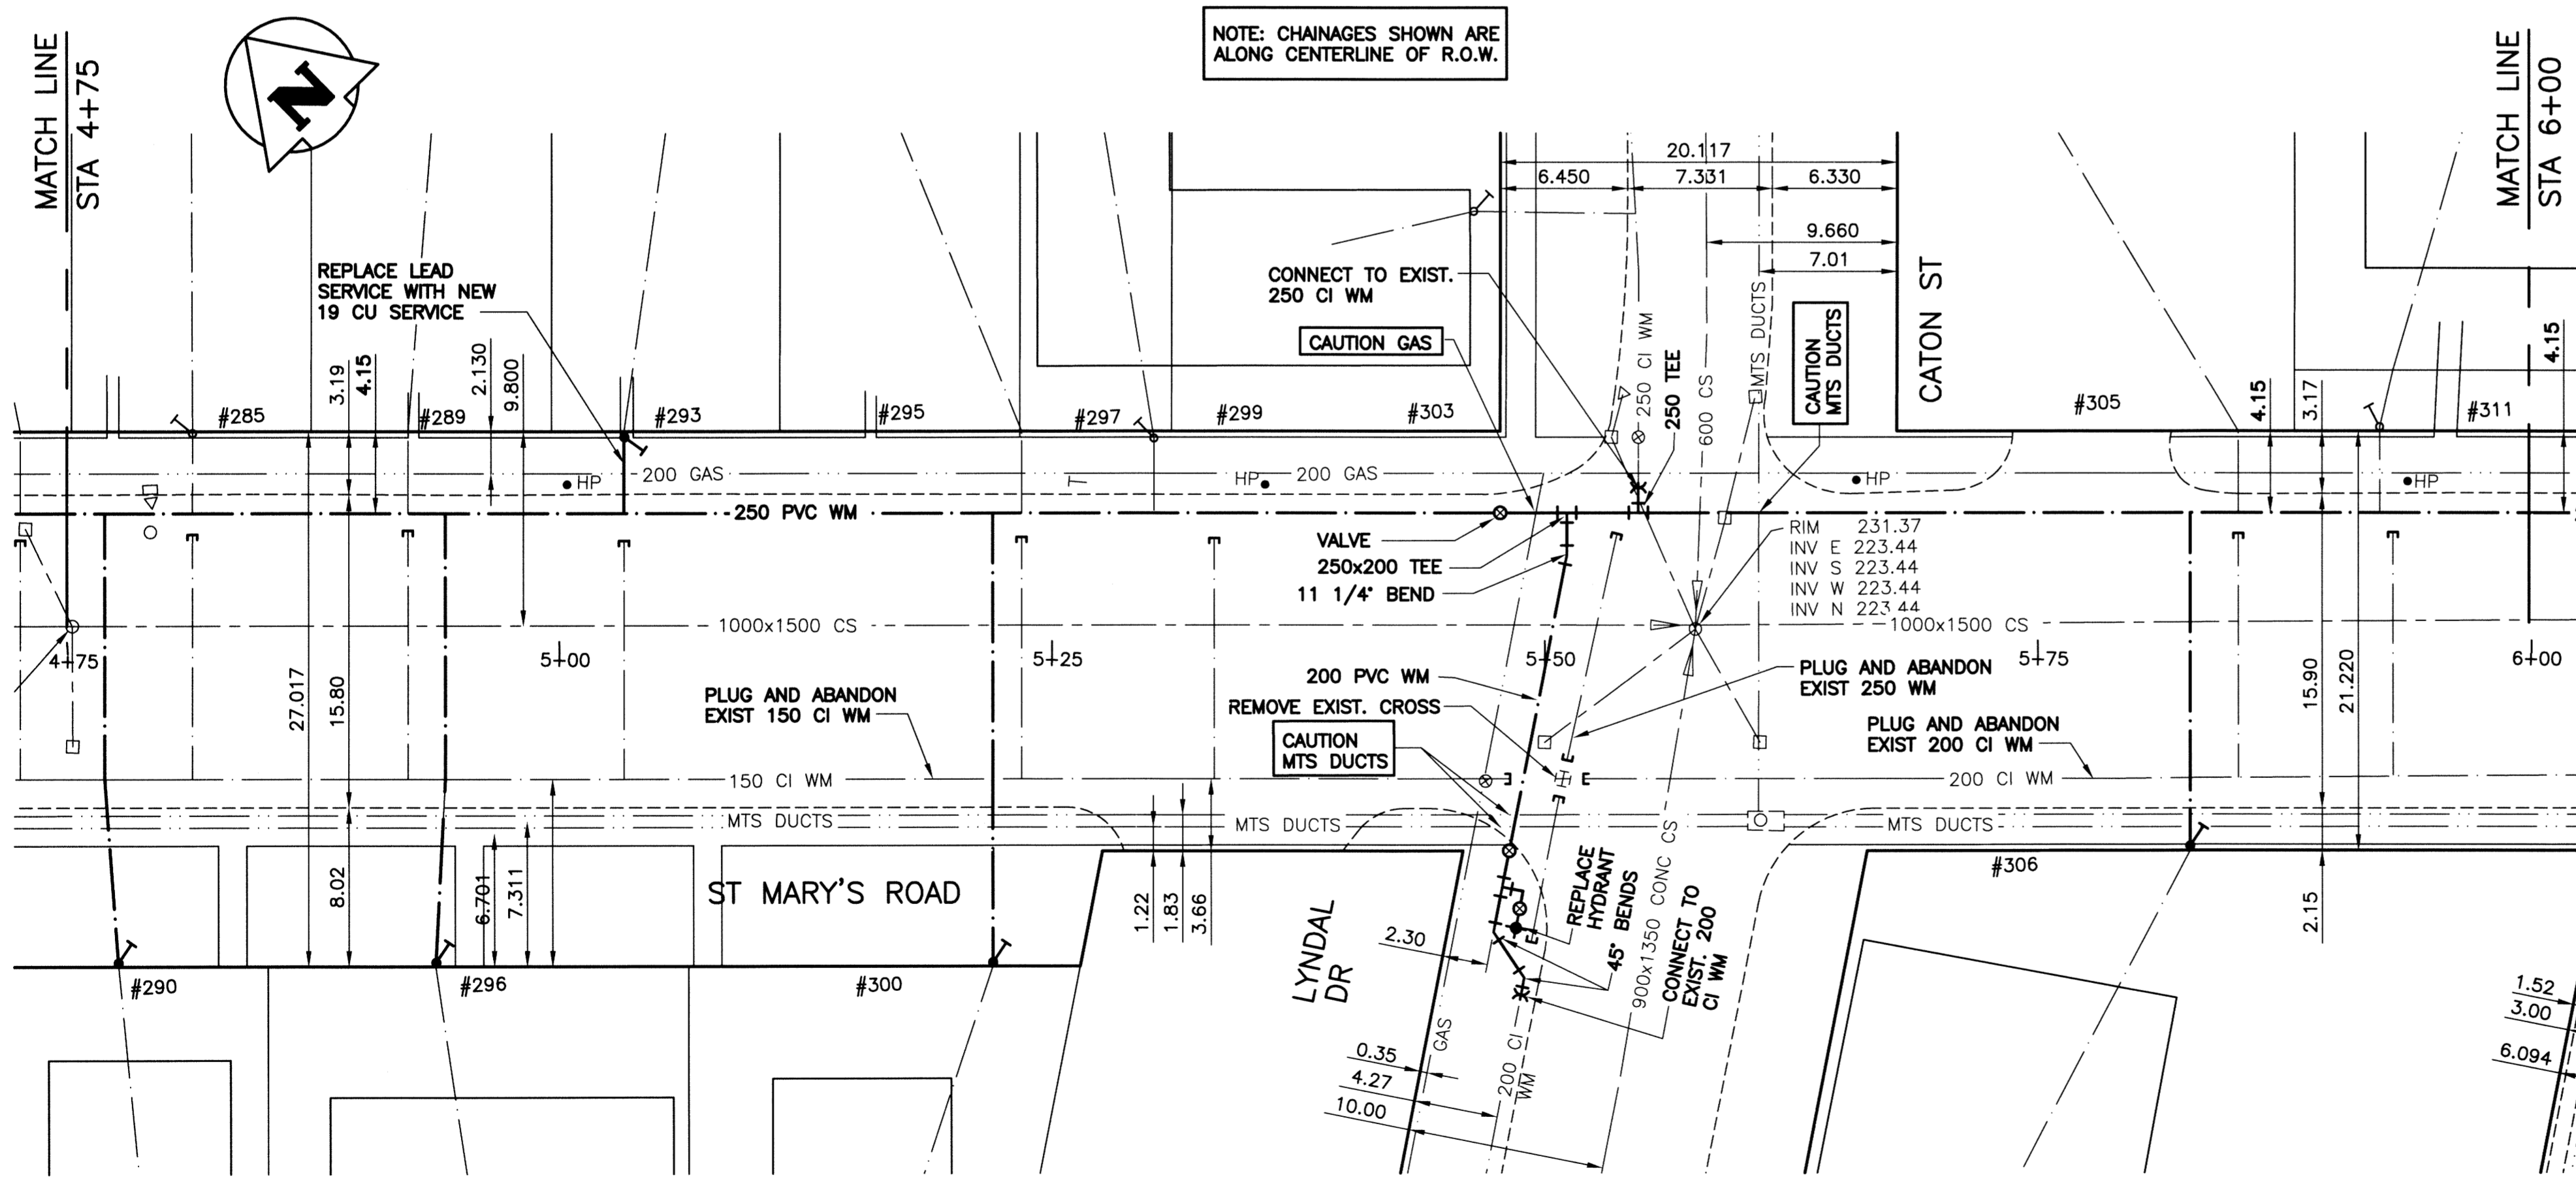 NOTE: CHAINAGES SHOWN ARE
ALONG CENTERLINE OF R.O.W.
MATCH LINE
STA 4+75
N
MATCH LINE
STA 6+00
20.117
6.450
7.331
6.330
9.660
7.01
REPLACE LEAD
SERVICE WITH NEW
19 CU SERVICE
CONNECT TO EXIST.
250 CI WM
CAUTION GAS
250 CI WM
250 TEE
600 CS
MTS DUCTS
CAUTION
MTS DUCTS
CATON ST
3.19
4.15
2.130
9.800
4.15
3.17
4.15
#285
#289
#293
#295
#297
#299
#303
#305
#311
HP
200 GAS
HP
200 GAS
HP
HP
250 PVC WM
VALVE
250x200 TEE
11 1/4° BEND
RIM 231.37
INV E 223.44
INV S 223.44
INV W 223.44
INV N 223.44
1000x1500 CS
1000x1500 CS
4+75
5+00
5+25
5+50
5+75
6+00
27.017
15.80
15.90
21.220
200 PVC WM
REMOVE EXIST. CROSS
PLUG AND ABANDON
EXIST 150 CI WM
CAUTION
MTS DUCTS
PLUG AND ABANDON
EXIST 250 WM
PLUG AND ABANDON
EXIST 200 CI WM
150 CI WM
200 CI WM
MTS DUCTS
MTS DUCTS
MTS DUCTS
8.02
6.701
7.311
ST MARY'S ROAD
1.22
1.83
3.66
REPLACE
HYDRANT
45° BENDS
900x1350 CONC CS
CONNECT TO
EXIST. 200
CI WM
#306
2.15
2.30
LYNDAL
DR
#290
#296
#300
GAS
200 CI
WM
0.35
4.27
10.00
1.52
3.00
6.094